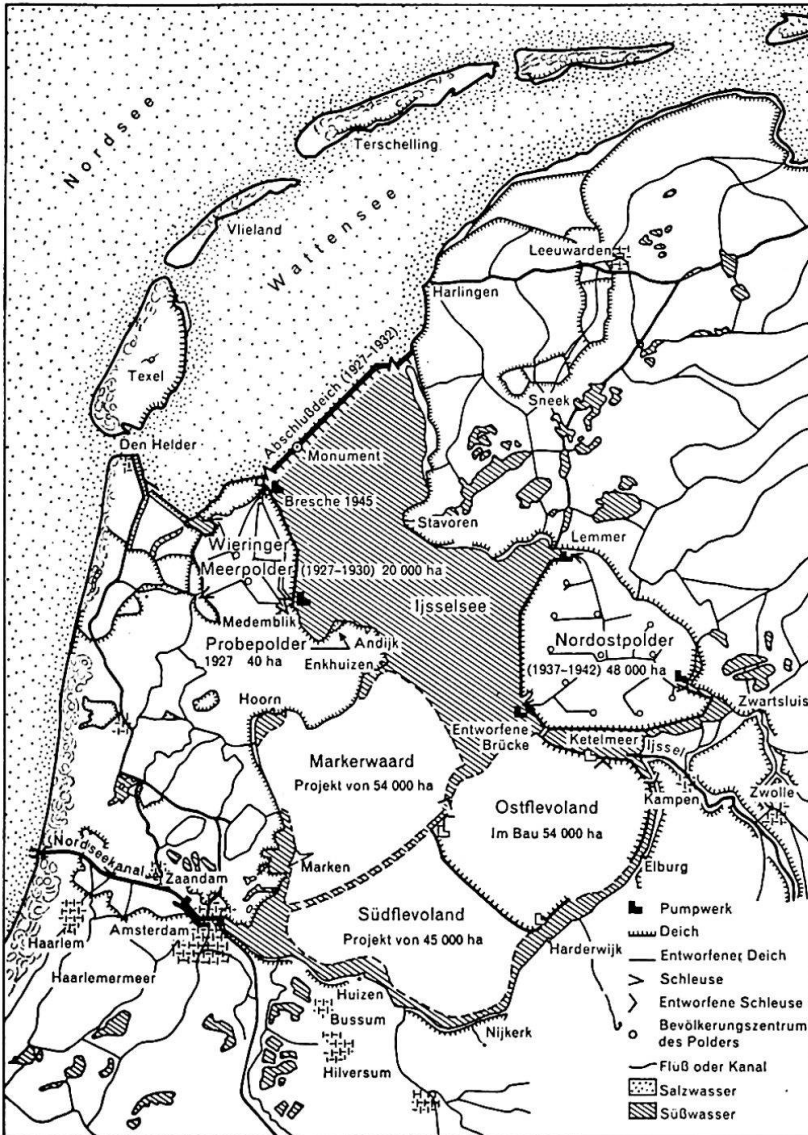 Nordsee
Terschelling
Wattensee
Vlieland
Leeuwarden
Harlingen
Abschlußdeich (1927–1932)
Texel
Sneek
Den Helder
Monument
Bresche 1945
Stavoren
Lemmer
Wieringer
Meerpolder (1927–1930) 20 000 ha
Ijsselsee
Medemblik
Probepolder
1927 40 ha
Andijk
Enkhuizen
Nordostpolder
(1937–1942) 48 000 ha
Hoorn
Zwartsluis
Entworfene
Brücke
Ketelmeer
Ijssel
Markerwaard
Projekt von 54 000 ha
Kampen
Zwolle
Ostflevoland
Im Bau 54 000 ha
Nordseekanal
Zaandam
Marken
Elburg
Südflevoland
Projekt von 45 000 ha
Haarlem
Amsterdam
Harderwijk
Haarlemermeer
Huizen
Bussum
Nijkerk
Hilversum
Pumpwerk
Deich
Entworfener Deich
Schleuse
Entworfene Schleuse
Bevölkerungszentrum
des Polders
Flüß oder Kanal
Salzwasser
Süßwasser